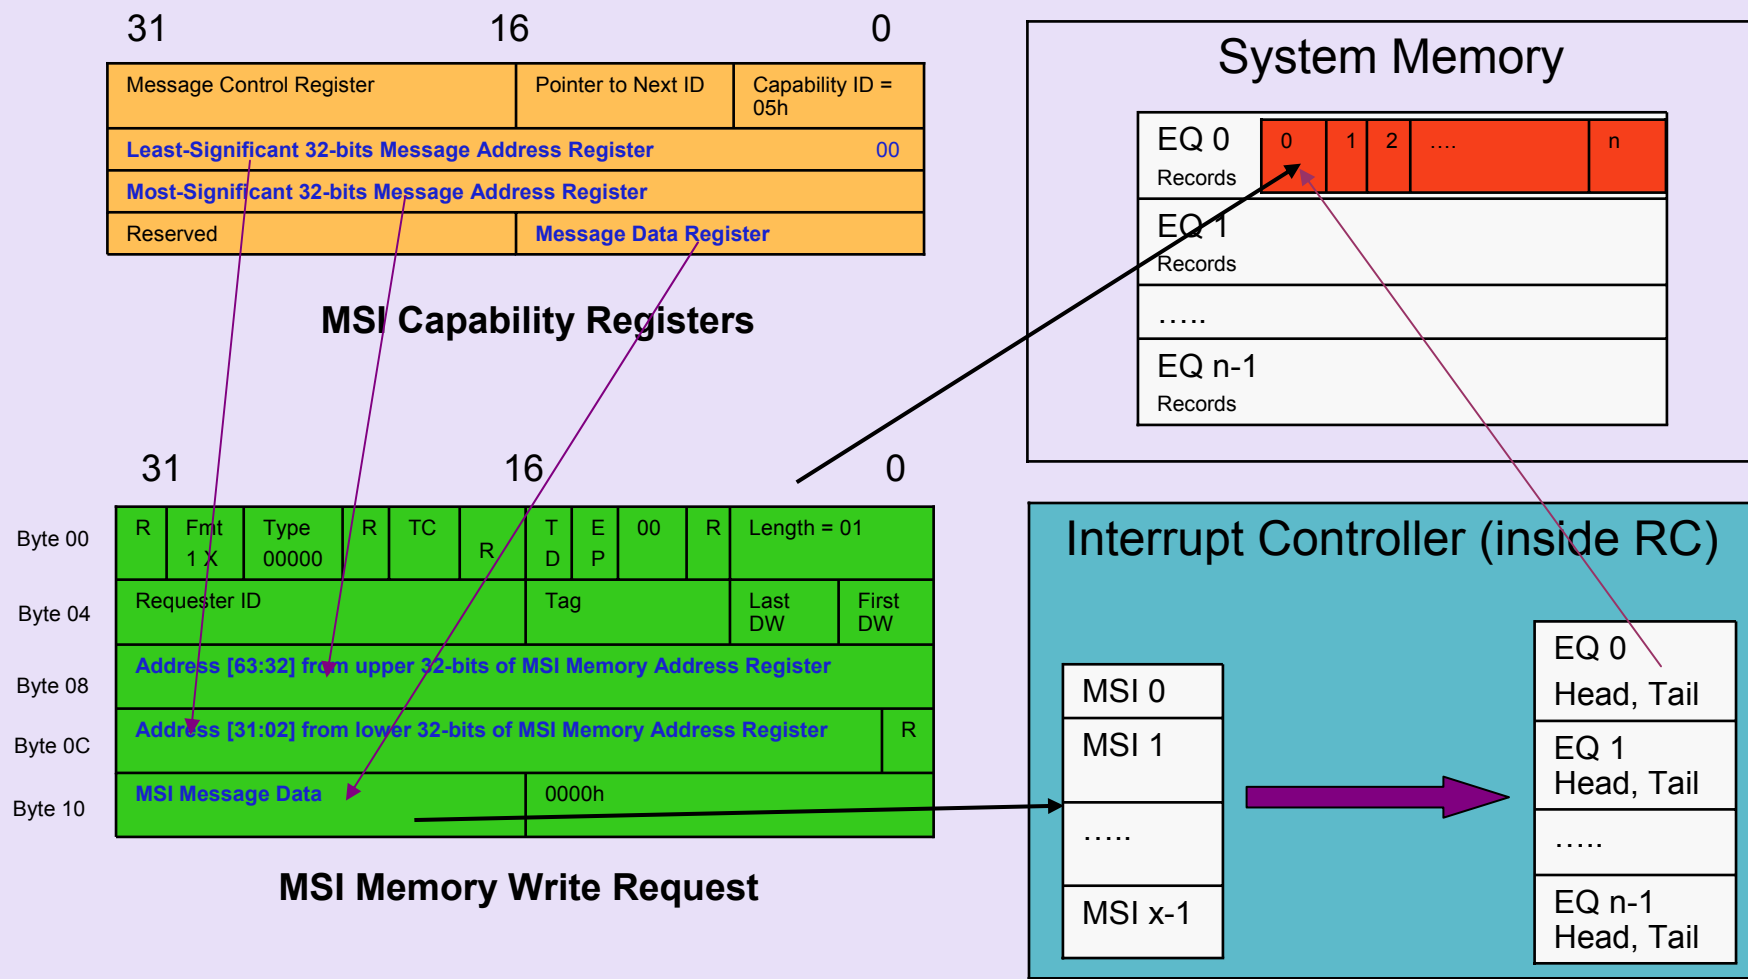 31 16 0
Message Control Register
Pointer to Next ID
Capability ID =
05h
Least-Significant 32-bits Message Address Register 00
Most-Significant 32-bits Message Address Register
Reserved
Message Data Register
MSI Capability Registers
31 16 0
Byte 00
R
Fmt
1 X
Type
00000
R
TC
R
T
D
E
P
00
R
Length = 01
Byte 04
Requester ID
Tag
Last
DW
First
DW
Byte 08
Address [63:32] from upper 32-bits of MSI Memory Address Register
Byte 0C
Address [31:02] from lower 32-bits of MSI Memory Address Register
R
Byte 10
MSI Message Data
0000h
MSI Memory Write Request
System Memory
EQ 0
Records
0
1
2
....
n
EQ 1
Records
.....
EQ n-1
Records
Interrupt Controller (inside RC)
MSI 0
MSI 1
.....
MSI x-1
EQ 0
Head, Tail
EQ 1
Head, Tail
.....
EQ n-1
Head, Tail